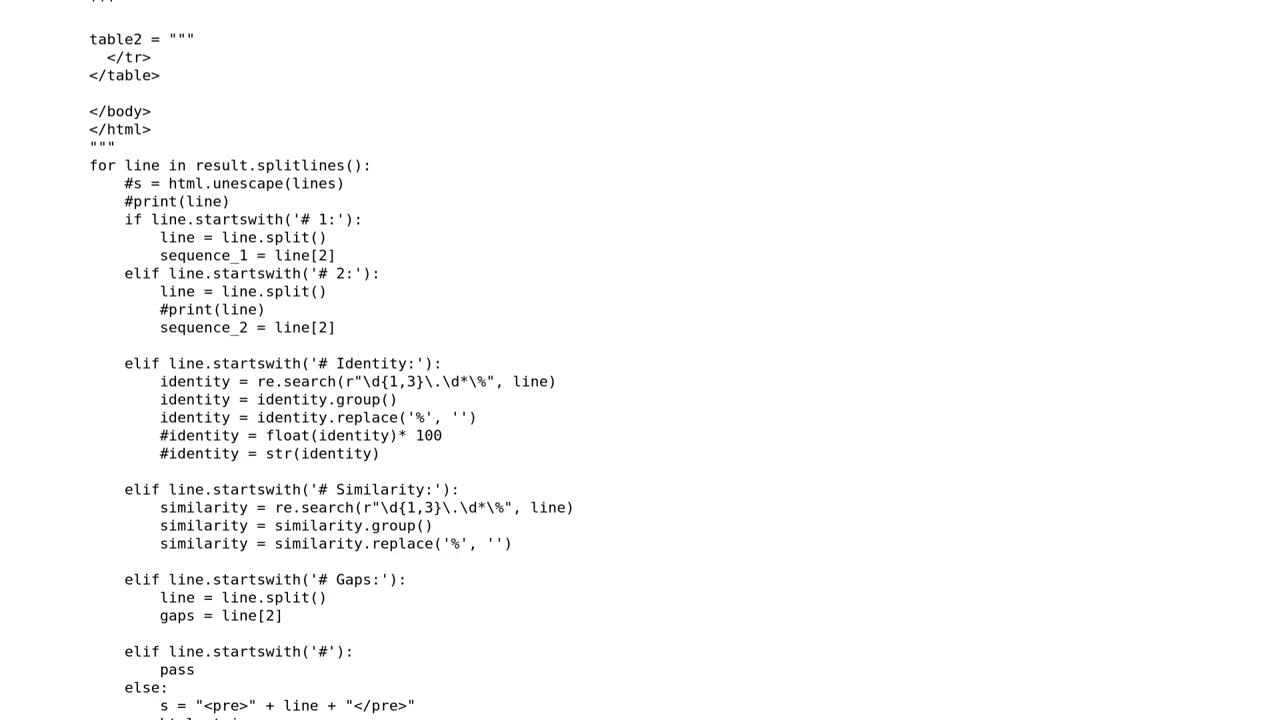 table2 = """
  </tr>
</table>

</body>
</html>
"""
for line in result.splitlines():
    #s = html.unescape(lines)
    #print(line)
    if line.startswith('# 1:'):
        line = line.split()
        sequence_1 = line[2]
    elif line.startswith('# 2:'):
        line = line.split()
        #print(line)
        sequence_2 = line[2]

    elif line.startswith('# Identity:'):
        identity = re.search(r"\d{1,3}\.\d*\%", line)
        identity = identity.group()
        identity = identity.replace('%', '')
        #identity = float(identity)* 100
        #identity = str(identity)

    elif line.startswith('# Similarity:'):
        similarity = re.search(r"\d{1,3}\.\d*\%", line)
        similarity = similarity.group()
        similarity = similarity.replace('%', '')

    elif line.startswith('# Gaps:'):
        line = line.split()
        gaps = line[2]

    elif line.startswith('#'):
        pass
    else:
        s = "<pre>" + line + "</pre>"